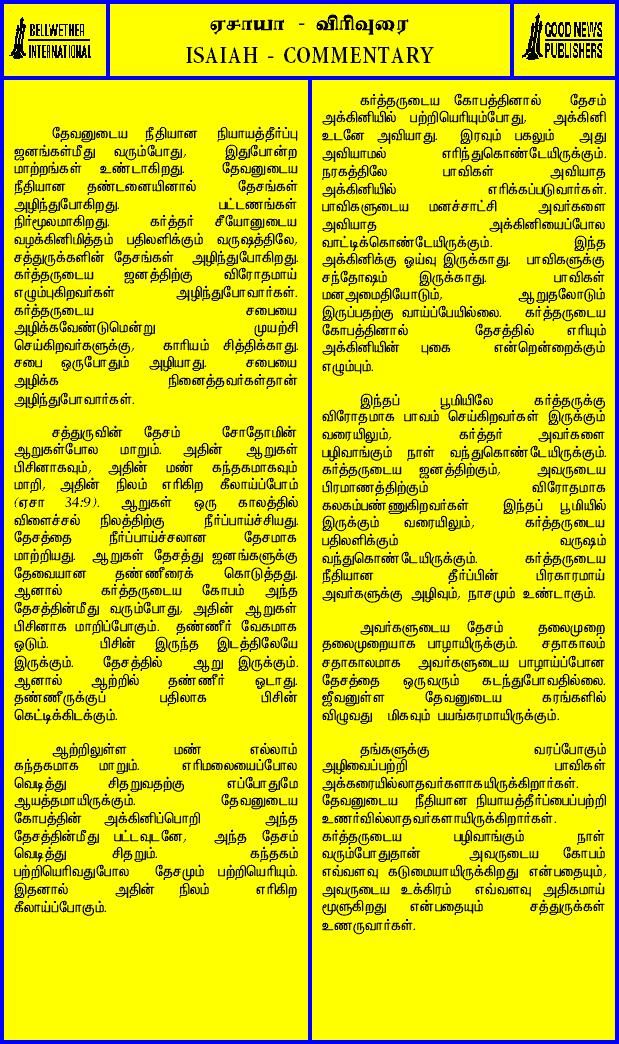 BELLWETHER
INTERNATIONAL
ஏசாயா - விரிவுரை
ISAIAH - COMMENTARY
GOOD NEWS
PUBLISHERS
தேவனுடைய நீதியான நியாயத்தீர்ப்பு
ஜனங்கள்மீது வரும்போது, இதுபோன்ற
மாற்றங்கள் உண்டாகிறது. தேவனுடைய
நீதியான தண்டனையினால் தேசங்கள்
அழிந்துபோகிறது. பட்டணங்கள்
நிர்மூலமாகிறது. கர்த்தர் சீயோனுடைய
வழக்கினிமித்தம் பதிலளிக்கும் வருஷத்திலே,
சத்துருக்களின் தேசங்கள் அழிந்துபோகிறது.
கர்த்தருடைய ஜனத்திற்கு விரோதமாய்
எழும்புகிறவர்கள் அழிந்துபோவார்கள்.
கர்த்தருடைய சபையை
அழிக்கவேண்டுமென்று முயற்சி
செய்கிறவர்களுக்கு, காரியம் சித்திக்காது.
சபை ஒருபோதும் அழியாது. சபையை
அழிக்க நினைத்தவர்கள்தான்
அழிந்துபோவார்கள்.
சத்துருவின் தேசம் சோதோமின்
ஆறுகள்போல மாறும். அதின் ஆறுகள்
பிசினாகவும், அதின் மண் கந்தகமாகவும்
மாறி, அதின் நிலம் எரிகிற கீலாய்ப்போம்
(ஏசா 34:9). ஆறுகள் ஒரு காலத்தில்
விளைச்சல் நிலத்திற்கு நீர்ப்பாய்ச்சியது.
தேசத்தை நீர்ப்பாய்ச்சலான தேசமாக
மாற்றியது. ஆறுகள் தேசத்து ஜனங்களுக்கு
தேவையான தண்ணீரைக் கொடுத்தது.
ஆனால் கர்த்தருடைய கோபம் அந்த
தேசத்தின்மீது வரும்போது, அதின் ஆறுகள்
பிசினாக மாறிப்போகும். தண்ணீர் வேகமாக
ஓடும். பிசின் இருந்த இடத்திலேயே
இருக்கும். தேசத்தில் ஆறு இருக்கும்.
ஆனால் ஆற்றில் தண்ணீர் ஓடாது.
தண்ணீருக்குப் பதிலாக பிசின்
கெட்டிக்கிடக்கும்.
ஆற்றிலுள்ள மண் எல்லாம்
கந்தகமாக மாறும். எரிமலையைப்போல
வெடித்து சிதறுவதற்கு எப்போதுமே
ஆயத்தமாயிருக்கும். தேவனுடைய
கோபத்தின் அக்கினிப்பொறி அந்த
தேசத்தின்மீது பட்டவுடனே, அந்த தேசம்
வெடித்து சிதறும். கந்தகம்
பற்றியெரிவதுபோல தேசமும் பற்றியெரியும்.
இதனால் அதின் நிலம் எரிகிற
கீலாய்ப்போகும்.
கர்த்தருடைய கோபத்தினால் தேசம்
அக்கினியில் பற்றியெரியும்போது, அக்கினி
உடனே அவியாது. இரவும் பகலும் அது
அவியாமல் எரிந்துகொண்டேயிருக்கும்.
நரகத்திலே பாவிகள் அவியாத
அக்கினியில் எரிக்கப்படுவார்கள்.
பாவிகளுடைய மனச்சாட்சி அவர்களை
அவியாத அக்கினியைப்போல
வாட்டிக்கொண்டேயிருக்கும். இந்த
அக்கினிக்கு ஓய்வு இருக்காது. பாவிகளுக்கு
சந்தோஷம் இருக்காது. பாவிகள்
மனஅமைதியோடும், ஆறுதலோடும்
இருப்பதற்கு வாய்ப்பேயில்லை. கர்த்தருடைய
கோபத்தினால் தேசத்தில் எரியும்
அக்கினியின் புகை என்றென்றைக்கும்
எழும்பும்.
இந்தப் பூமியிலே கர்த்தருக்கு
விரோதமாக பாவம் செய்கிறவர்கள் இருக்கும்
வரையிலும், கர்த்தர் அவர்களை
பழிவாங்கும் நாள் வந்துகொண்டேயிருக்கும்.
கர்த்தருடைய ஜனத்திற்கும், அவருடைய
பிரமாணத்திற்கும் விரோதமாக
கலகம்பண்ணுகிறவர்கள் இந்தப் பூமியில்
இருக்கும் வரையிலும், கர்த்தருடைய
பதிலளிக்கும் வருஷம்
வந்துகொண்டேயிருக்கும். கர்த்தருடைய
நீதியான தீர்ப்பின் பிரகாரமாய்
அவர்களுக்கு அழிவும், நாசமும் உண்டாகும்.
அவர்களுடைய தேசம் தலைமுறை
தலைமுறையாக பாழாயிருக்கும். சதாகாலம்
சதாகாலமாக அவர்களுடைய பாழாய்ப்போன
தேசத்தை ஒருவரும் கடந்துபோவதில்லை.
ஜீவனுள்ள தேவனுடைய கரங்களில்
விழுவது மிகவும் பயங்கரமாயிருக்கும்.
தங்களுக்கு வரப்போகும்
அழிவைப்பற்றி பாவிகள்
அக்கரையில்லாதவர்களாகயிருக்கிறார்கள்.
தேவனுடைய நீதியான நியாயத்தீர்ப்பைப்பற்றி
உணர்வில்லாதவர்களாயிருக்கிறார்கள்.
கர்த்தருடைய பழிவாங்கும் நாள்
வரும்போதுதான் அவருடைய கோபம்
எவ்வளவு கடுமையாயிருக்கிறது என்பதையும்,
அவருடைய உக்கிரம் எவ்வளவு அதிகமாய்
மூளுகிறது என்பதையும் சத்துருக்கள்
உணருவார்கள்.